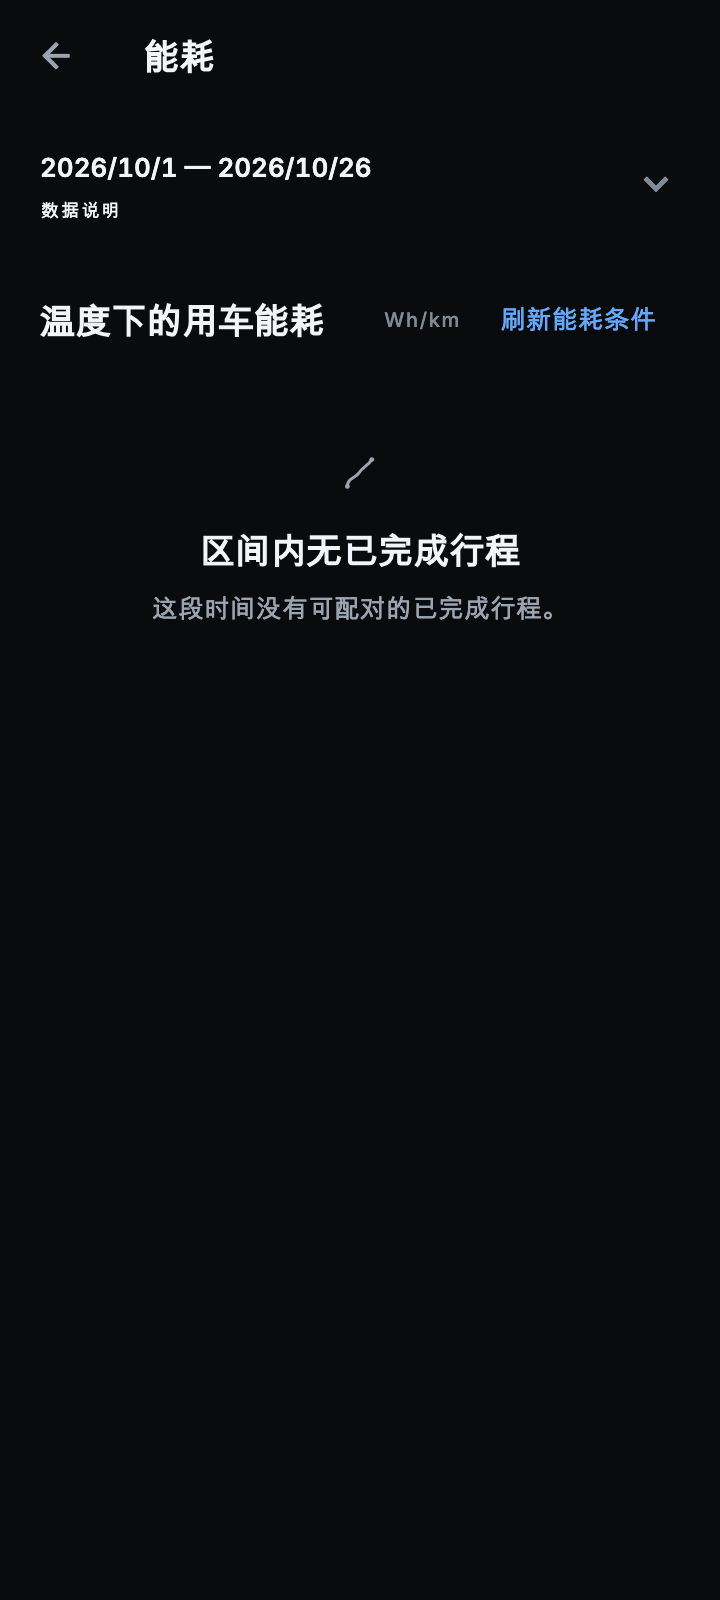 能耗
2026/10/1 — 2026/10/26
数据说明
温度下的用车能耗 Wh/km 刷新能耗条件
区间内无已完成行程
这段时间没有可配对的已完成行程。